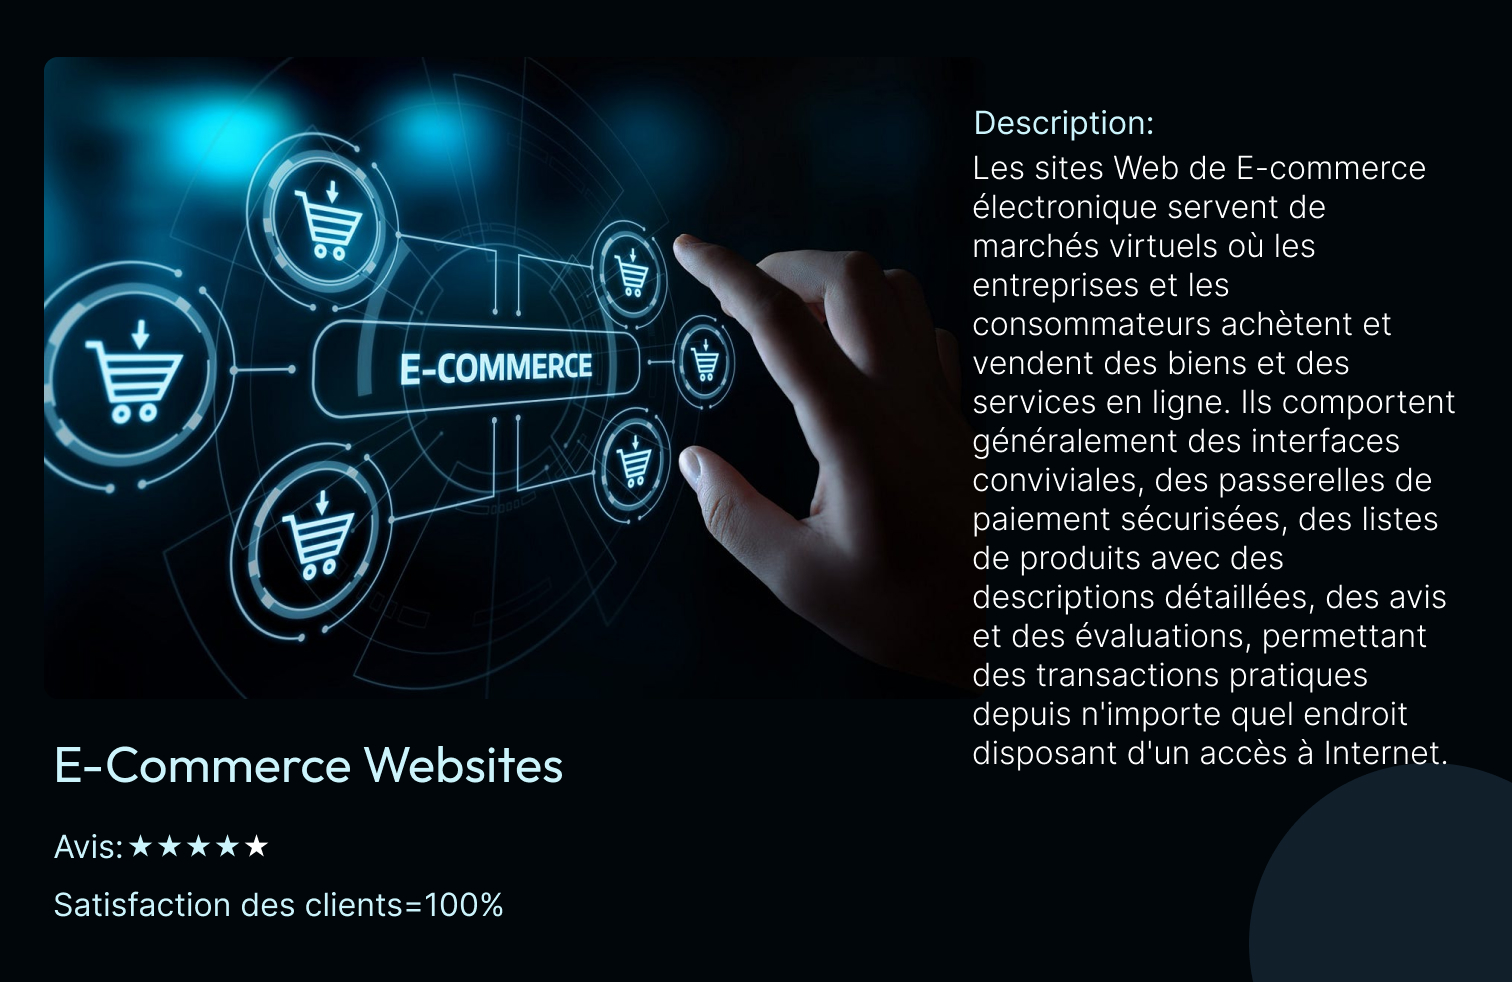 E-COMMERCE
E-Commerce Websites
Avis:★★★★★
Satisfaction des clients=100%
Description:
Les sites Web de E-commerce
électronique servent de
marchés virtuels où les
entreprises et les
consommateurs achètent et
vendent des biens et des
services en ligne. Ils comportent
généralement des interfaces
conviviales, des passerelles de
paiement sécurisées, des listes
de produits avec des
descriptions détaillées, des avis
et des évaluations, permettant
des transactions pratiques
depuis n'importe quel endroit
disposant d'un accès à Internet.